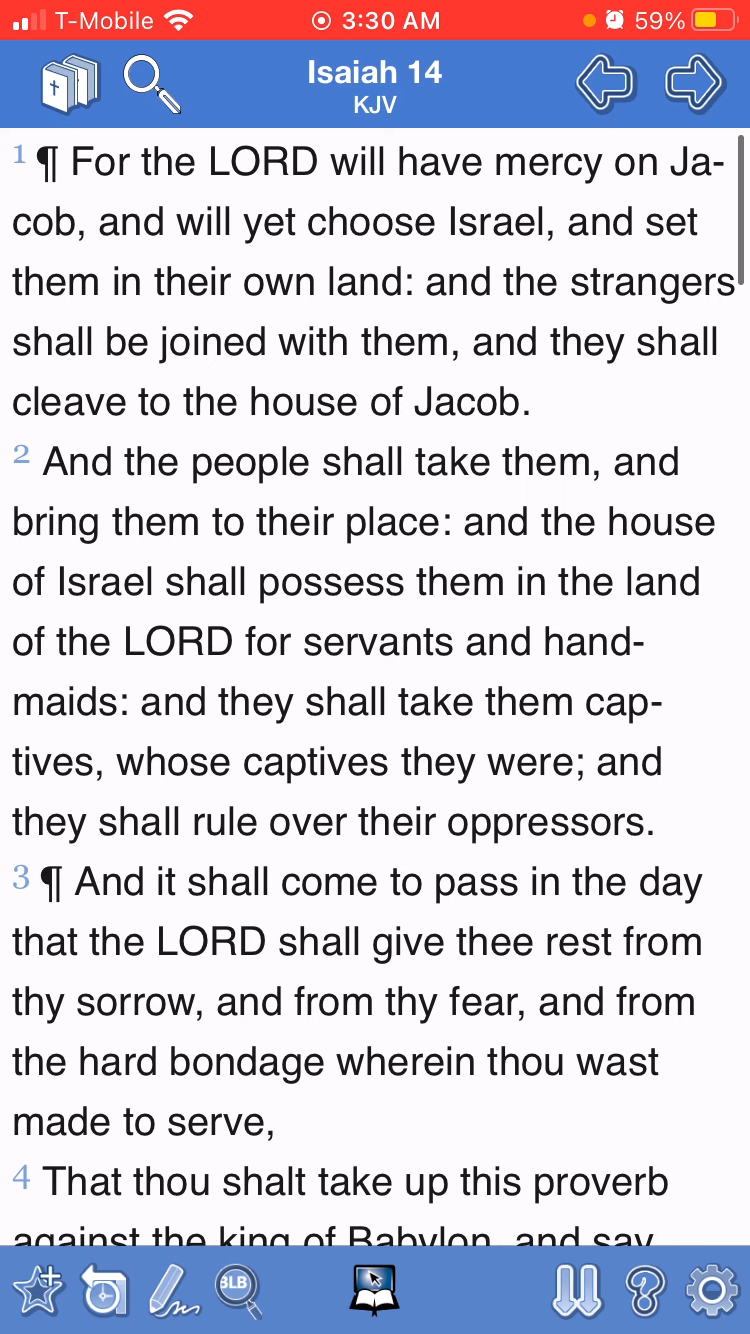 T-Mobile 3:30 AM 59%
Isaiah 14
KJV
1 ¶ For the LORD will have mercy on Ja-
cob, and will yet choose Israel, and set
them in their own land: and the strangers
shall be joined with them, and they shall
cleave to the house of Jacob.
2 And the people shall take them, and
bring them to their place: and the house
of Israel shall possess them in the land
of the LORD for servants and hand-
maids: and they shall take them cap-
tives, whose captives they were; and
they shall rule over their oppressors.
3 ¶ And it shall come to pass in the day
that the LORD shall give thee rest from
thy sorrow, and from thy fear, and from
the hard bondage wherein thou wast
made to serve,
4 That thou shalt take up this proverb
against the king of Babylon, and say,
BLB